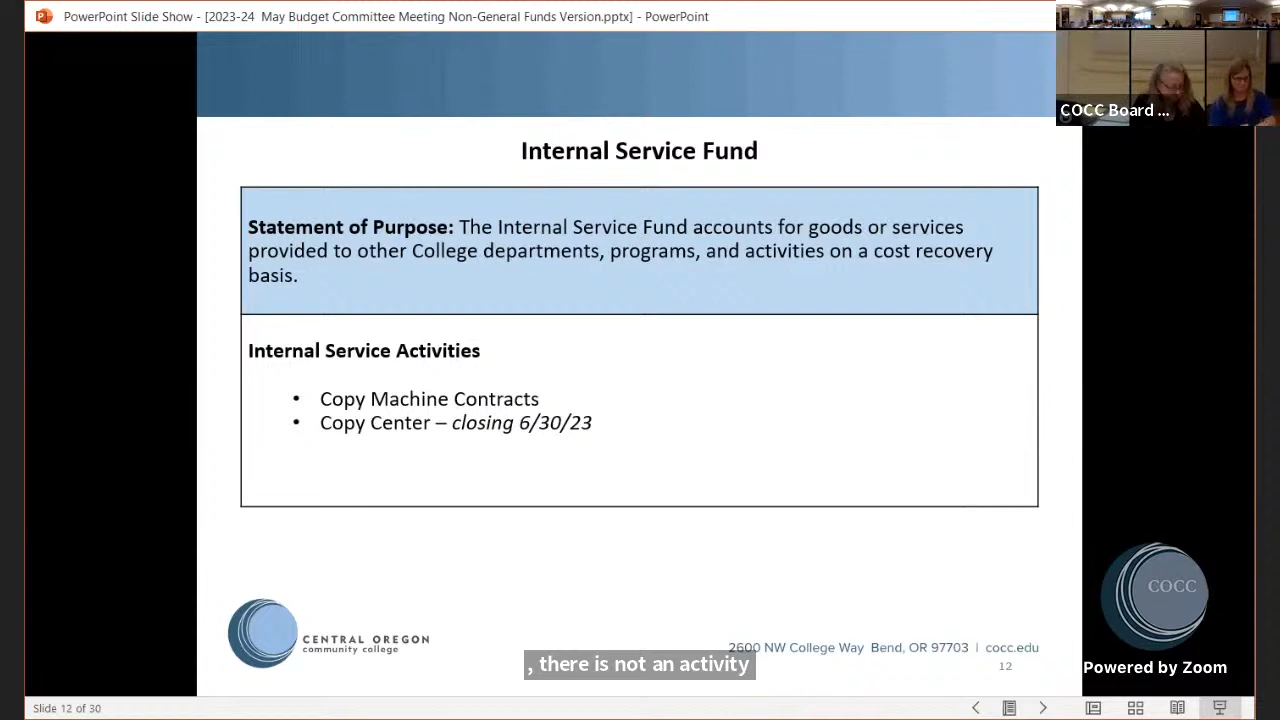 PowerPoint Slide Show - [2023-24  May Budget Committee Meeting Non-General Funds Version.pptx] - PowerPoint
COCC Board ...
Internal Service Fund
Statement of Purpose: The Internal Service Fund accounts for goods or services
provided to other College departments, programs, and activities on a cost recovery
basis.
Internal Service Activities
• Copy Machine Contracts
• Copy Center – closing 6/30/23
COCC
CENTRAL OREGON
community college
2600 NW College Way  Bend, OR 97703  |  cocc.edu
, there is not an activity
12
Powered by Zoom
Slide 12 of 30